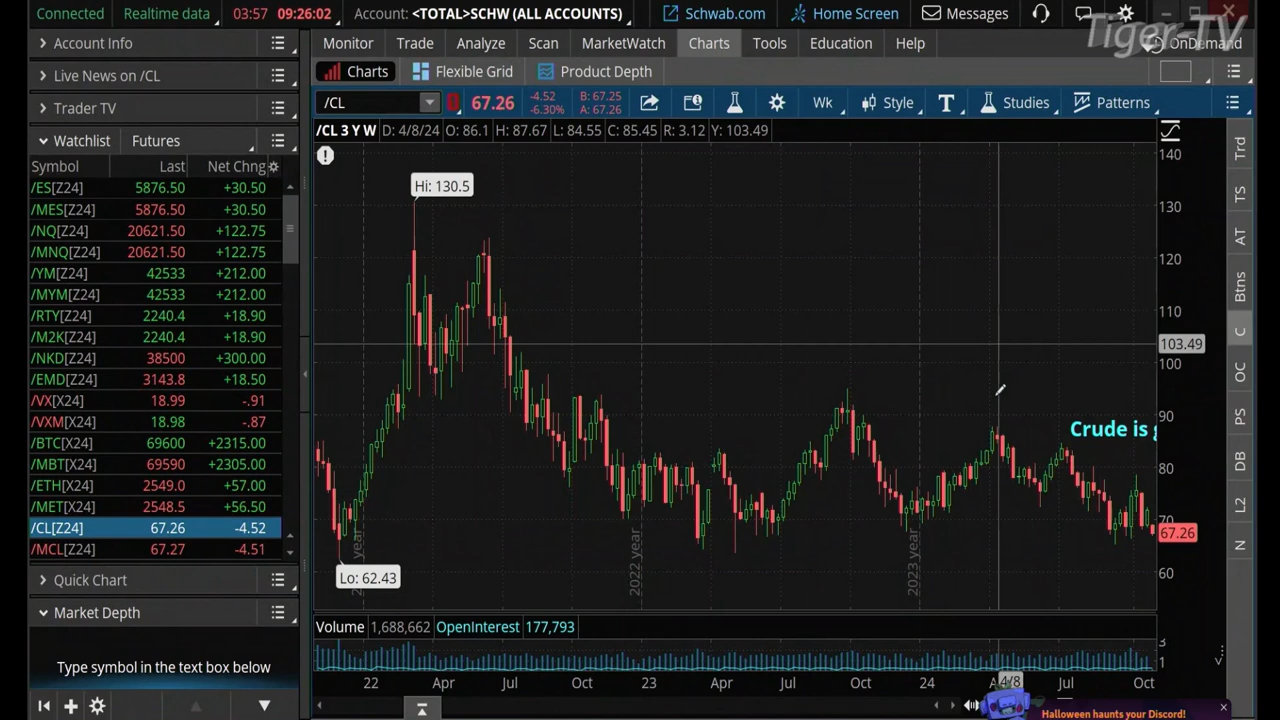 Connected Realtime data 03:57 09:26:02 Account: <TOTAL>SCHW (ALL ACCOUNTS) Schwab.com Home Screen Messages
Tiger-TV
OnDemand
Account Info
Live News on /CL
Trader TV
Watchlist Futures
Symbol Last Net Chng
/ES[Z24] 5876.50 +30.50
/MES[Z24] 5876.50 +30.50
/NQ[Z24] 20621.50 +122.75
/MNQ[Z24] 20621.50 +122.75
/YM[Z24] 42533 +212.00
/MYM[Z24] 42533 +212.00
/RTY[Z24] 2240.4 +18.90
/M2K[Z24] 2240.4 +18.90
/NKD[Z24] 38500 +300.00
/EMD[Z24] 3143.8 +18.50
/VX[X24] 18.99 -.91
/VXM[X24] 18.98 -.87
/BTC[X24] 69600 +2315.00
/MBT[X24] 69590 +2305.00
/ETH[X24] 2549.0 +57.00
/MET[X24] 2548.5 +56.50
/CL[Z24] 67.26 -4.52
/MCL[Z24] 67.27 -4.51
Quick Chart
Market Depth
Type symbol in the text box below
Monitor Trade Analyze Scan MarketWatch Charts Tools Education Help
Charts Flexible Grid Product Depth
/CL 67.26 -4.52 -6.30% B: 67.25 A: 67.26 Wk Style T Studies Patterns
/CL 3 Y W D: 4/8/24 O: 86.1 H: 87.67 L: 84.55 C: 85.45 R: 3.12 Y: 103.49
Hi: 130.5
Lo: 62.43
Crude is
140
130
120
110
103.49
100
90
80
70
67.26
60
2022 year
2023 year
year
Volume 1,688,662 OpenInterest 177,793
3
1
22 Apr Jul Oct 23 Apr Jul Oct 24 4/8 Jul Oct
Trd
TS
AT
Btns
C
OC
PS
DB
L2
N
Halloween haunts your Discord!